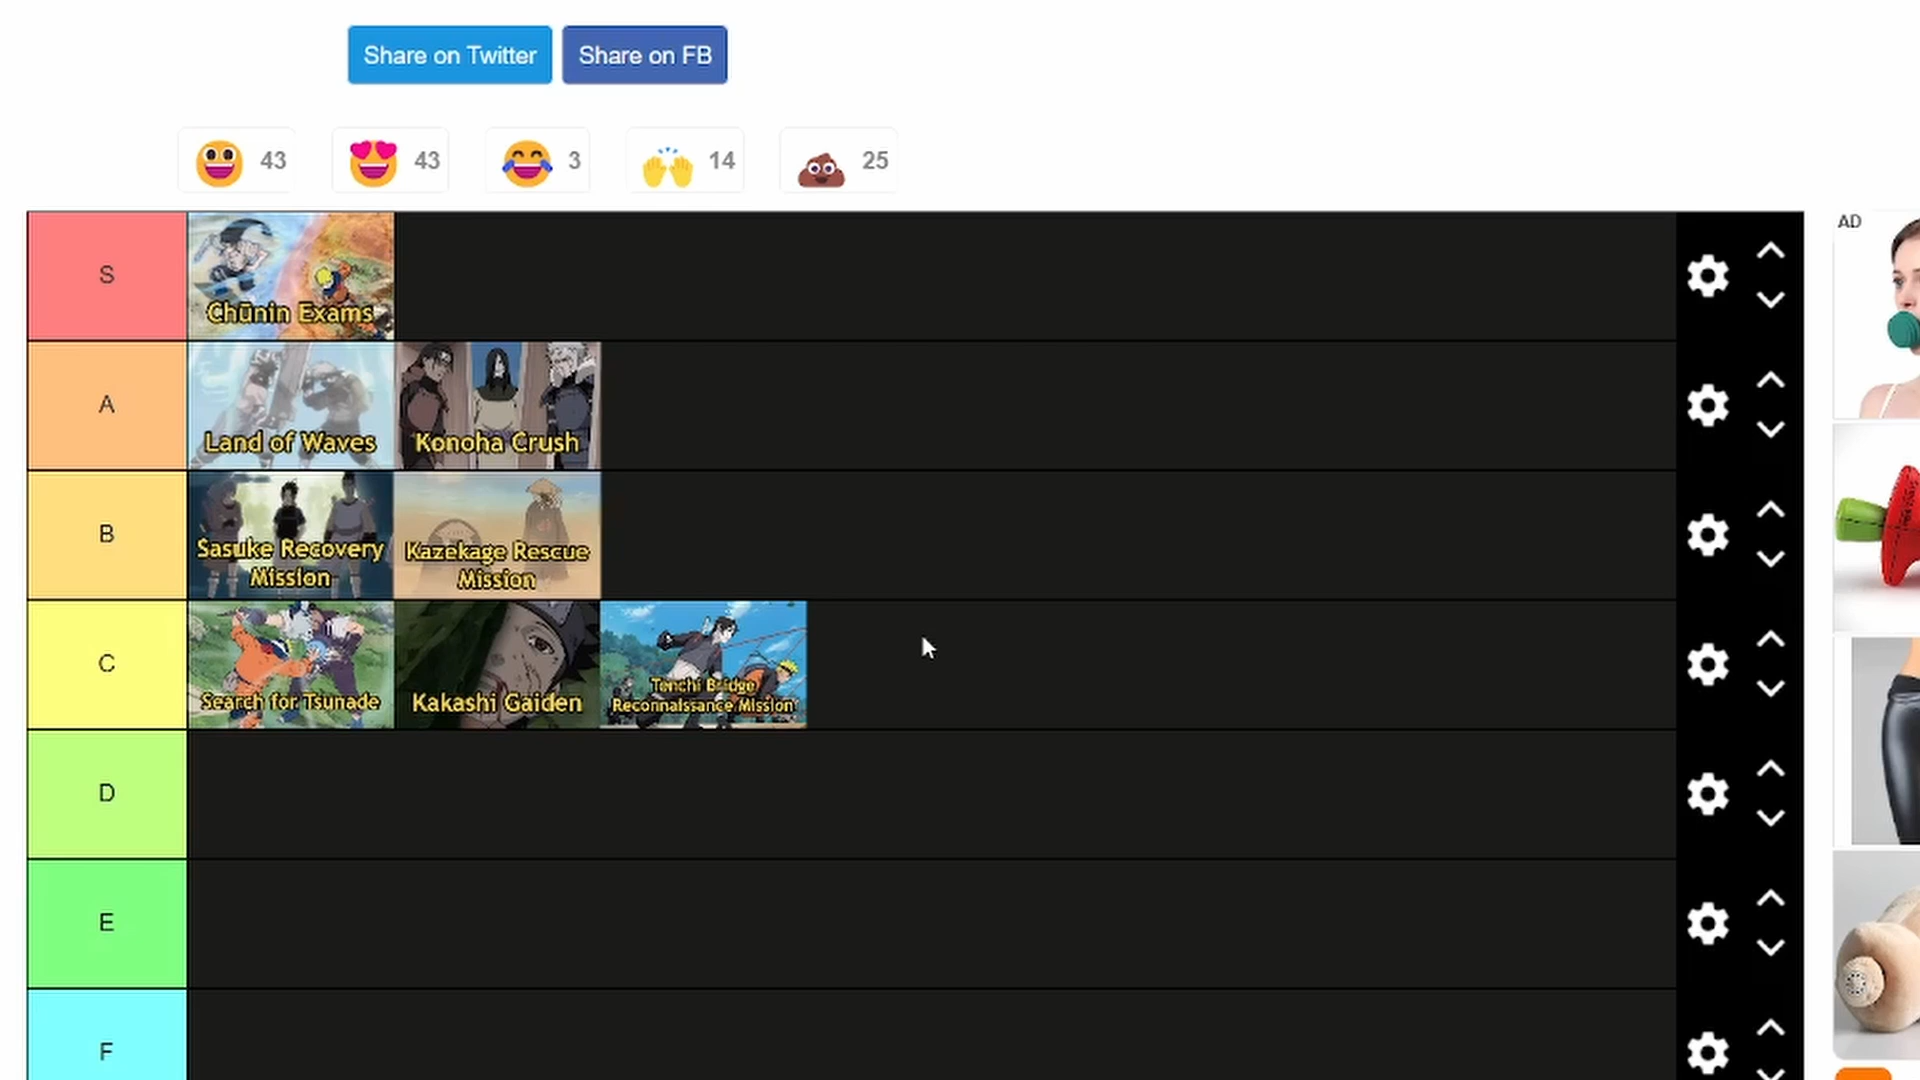 Share on Twitter
Share on FB
43
43
3
14
25
AD
S
Chūnin Exams
A
Land of Waves
Konoha Crush
B
Sasuke Recovery
Mission
Kazekage Rescue
Mission
C
Search for Tsunade
Kakashi Gaiden
Tenchi Bridge
Reconnaissance Mission
D
E
F